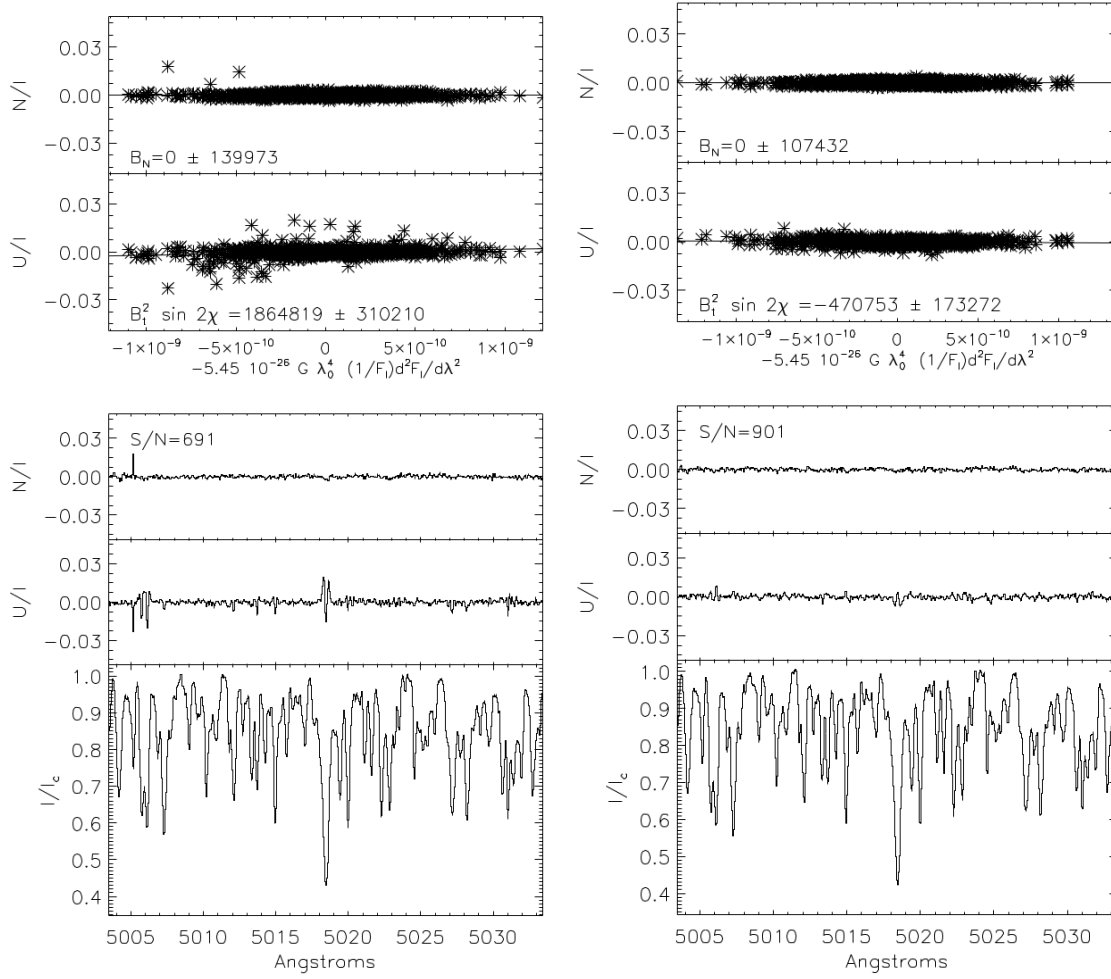 0.03
0.00
−0.03
N/I
B_N=0 ± 139973
0.03
0.00
−0.03
U/I
B_t^2 sin 2χ =1864819 ± 310210
−1×10^−9 −5×10^−10 0 5×10^−10 1×10^−9
−5.45 10^−26 G λ_0^4 (1/F_I)d^2F_I/dλ^2
0.03
0.00
−0.03
N/I
B_N=0 ± 107432
0.03
0.00
−0.03
U/I
B_t^2 sin 2χ =−470753 ± 173272
−1×10^−9 −5×10^−10 0 5×10^−10 1×10^−9
−5.45 10^−26 G λ_0^4 (1/F_I)d^2F_I/dλ^2
S/N=691
0.03
0.00
−0.03
N/I
0.03
0.00
−0.03
U/I
1.0
0.9
0.8
0.7
0.6
0.5
0.4
I/I_c
5005 5010 5015 5020 5025 5030
Angstroms
S/N=901
0.03
0.00
−0.03
N/I
0.03
0.00
−0.03
U/I
1.0
0.9
0.8
0.7
0.6
0.5
0.4
I/I_c
5005 5010 5015 5020 5025 5030
Angstroms